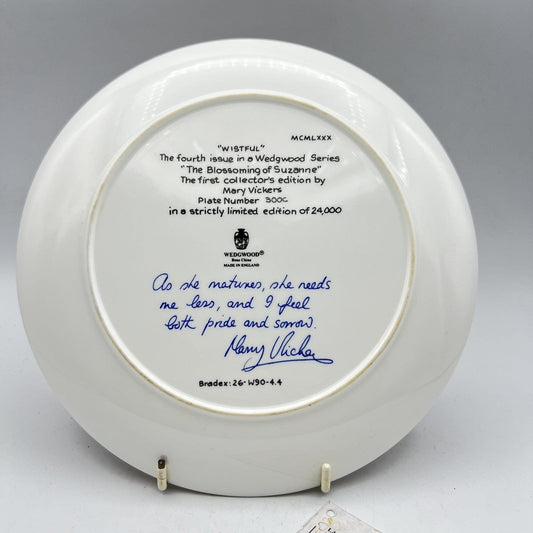 MCMLXXX
"WISTFUL"
The fourth issue in a Wedgwood Series
"The Blossoming of Suzanne"
The first collector's edition by
Mary Vickers
Plate Number 300C
in a strictly limited edition of 24,000
WEDGWOOD®
Bone China
MADE IN ENGLAND
As she matures, she needs
me less, and I feel
both pride and sorrow.
Mary Vickers
Bradex: 26-W90-4.4